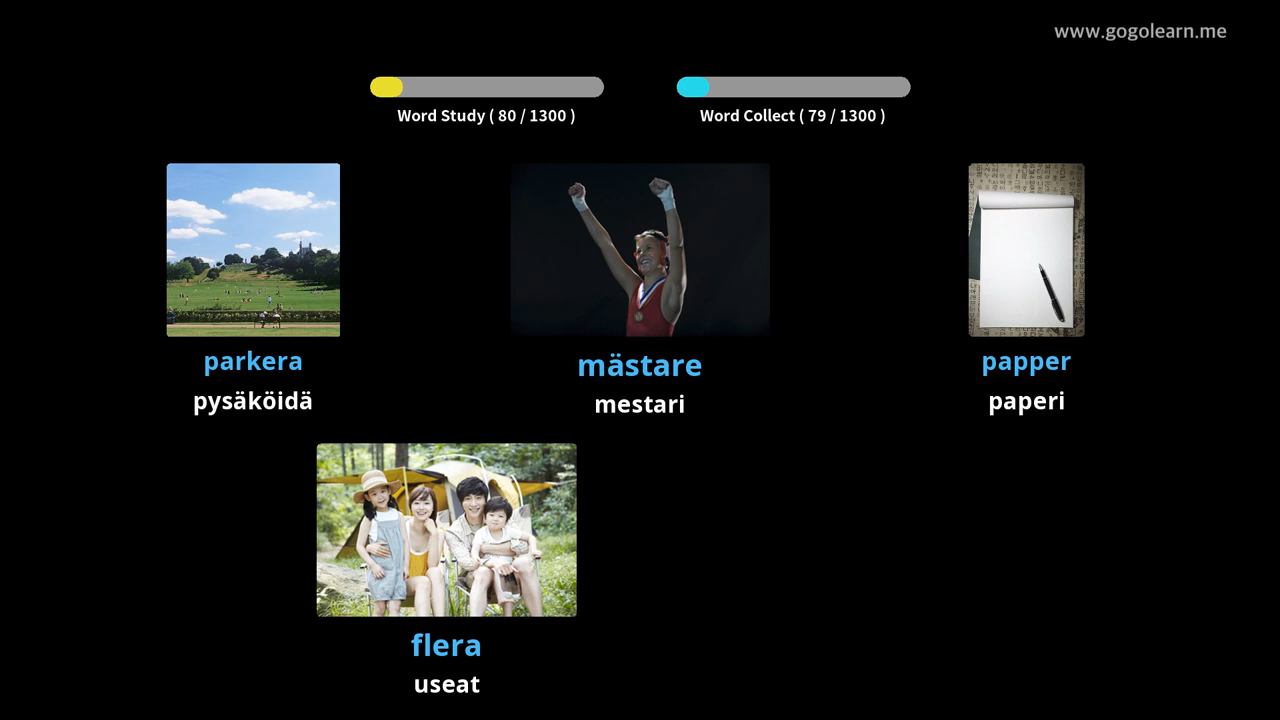 www.gogolearn.me
Word Study ( 80 / 1300 )
Word Collect ( 79 / 1300 )
parkera
mästare
papper
pysäköidä
mestari
paperi
flera
useat